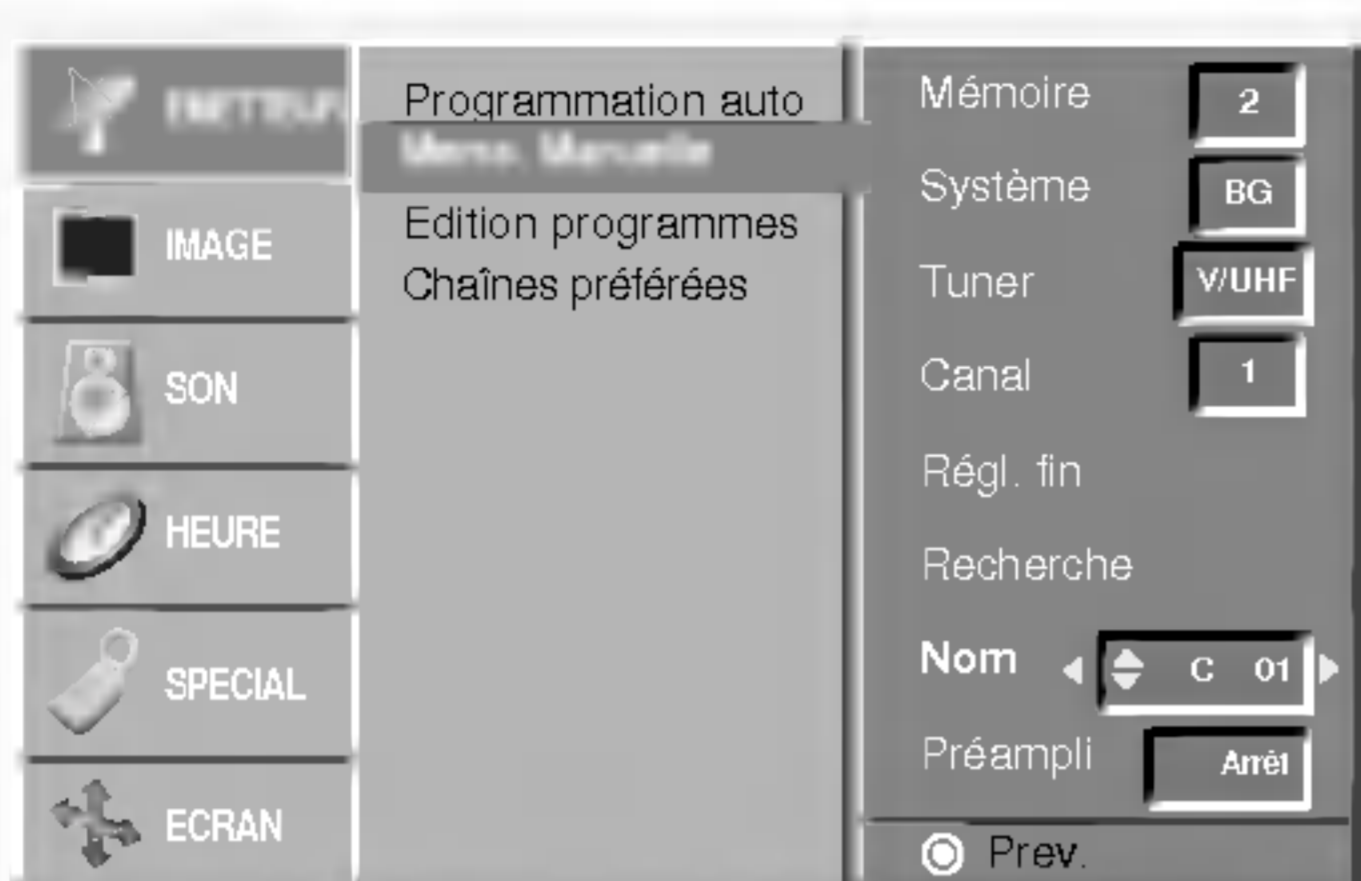 IMAGE
SON
HEURE
SPECIAL
ECRAN
Programmation auto
Edition programmes
Chaînes préférées
Mémoire 2
Système BG
Tuner V/UHF
Canal 1
Régl. fin
Recherche
Nom C 01
Préampli Arrêt
Prev.